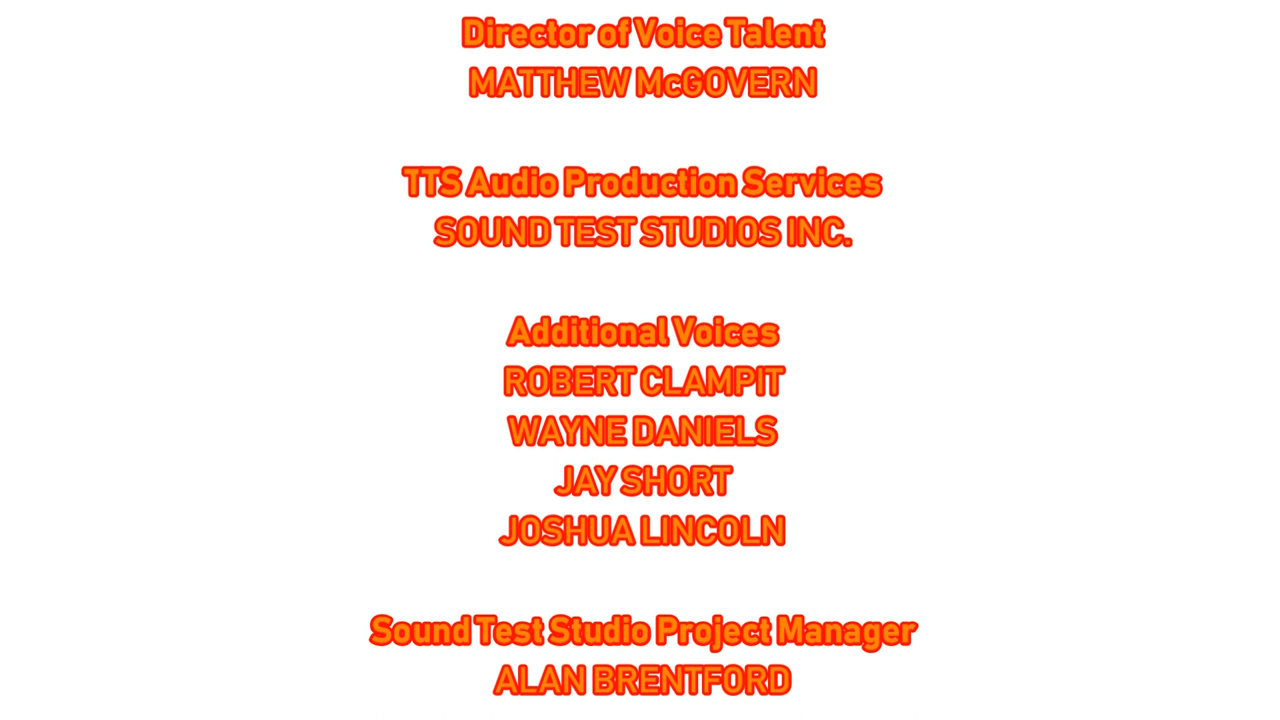 Director of Voice Talent
MATTHEW McGOVERN
TTS Audio Production Services
SOUND TEST STUDIOS INC.
Additional Voices
ROBERT CLAMPIT
WAYNE DANIELS
JAY SHORT
JOSHUA LINCOLN
Sound Test Studio Project Manager
ALAN BRENTFORD